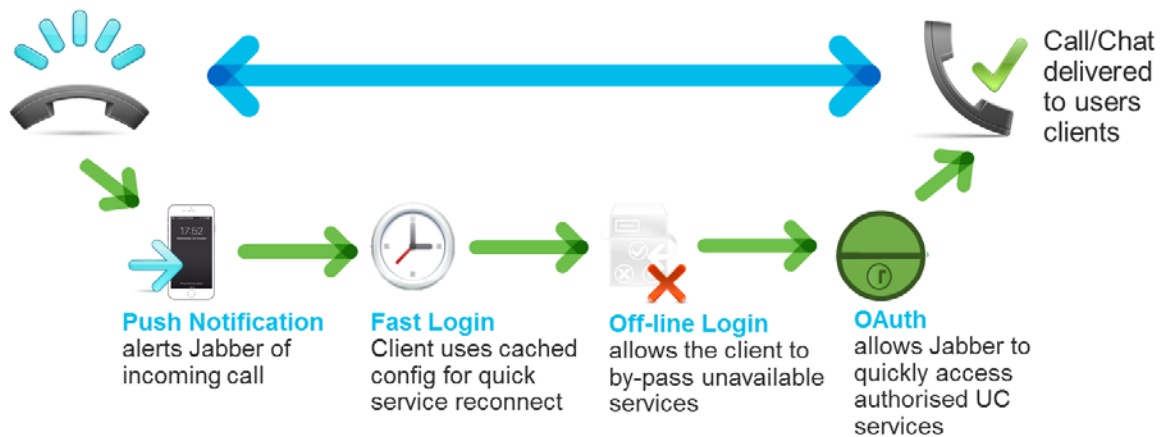 Call/Chat
delivered
to users
clients
17:52
Push Notification
alerts Jabber of
incoming call
Fast Login
Client uses cached
config for quick
service reconnect
Off-line Login
allows the client to
by-pass unavailable
services
r
OAuth
allows Jabber to
quickly access
authorised UC
services